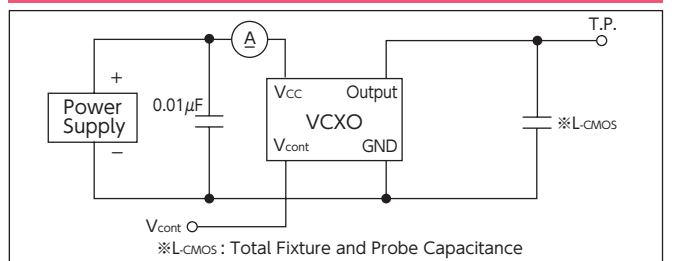 T.P.
A
+
Power
Supply
−
0.01μF
Vcc Output
VCXO
Vcont GND
※L-CMOS
Vcont
※L-CMOS : Total Fixture and Probe Capacitance